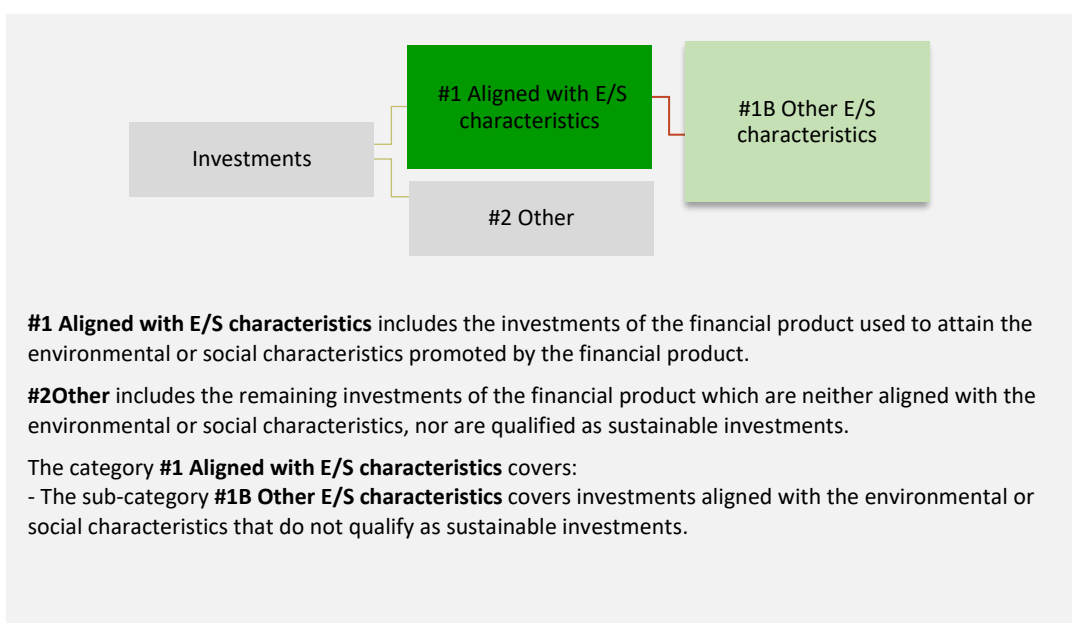 #1 Aligned with E/S
characteristics
#1B Other E/S
characteristics
Investments
#2 Other
#1 Aligned with E/S characteristics includes the investments of the financial product used to attain the
environmental or social characteristics promoted by the financial product.
#2Other includes the remaining investments of the financial product which are neither aligned with the
environmental or social characteristics, nor are qualified as sustainable investments.
The category #1 Aligned with E/S characteristics covers:
- The sub-category #1B Other E/S characteristics covers investments aligned with the environmental or
social characteristics that do not qualify as sustainable investments.